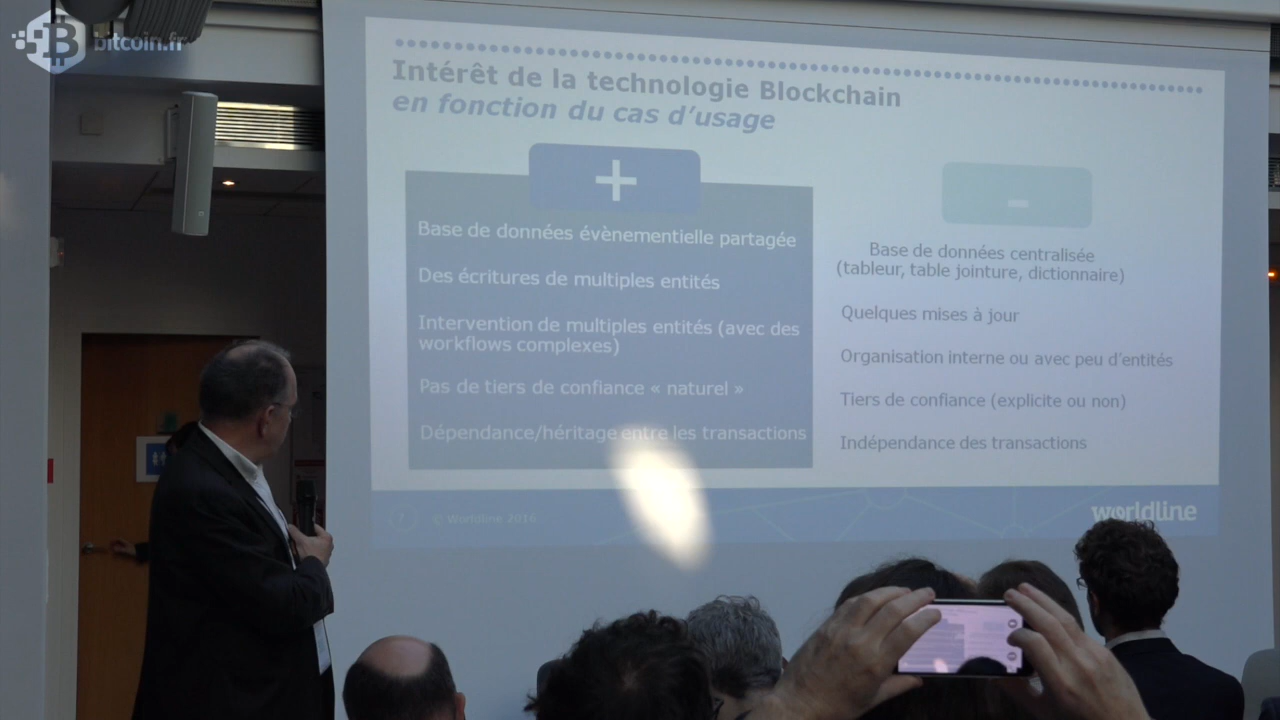 bitcoin.fr
Intérêt de la technologie Blockchain
en fonction du cas d'usage
+
Base de données évènementielle partagée
Des écritures de multiples entités
Intervention de multiples entités (avec des
workflows complexes)
Pas de tiers de confiance « naturel »
Dépendance/héritage entre les transactions
-
Base de données centralisée
(tableur, table jointure, dictionnaire)
Quelques mises à jour
Organisation interne ou avec peu d'entités
Tiers de confiance (explicite ou non)
Indépendance des transactions
7 © Worldline 2016
worldline